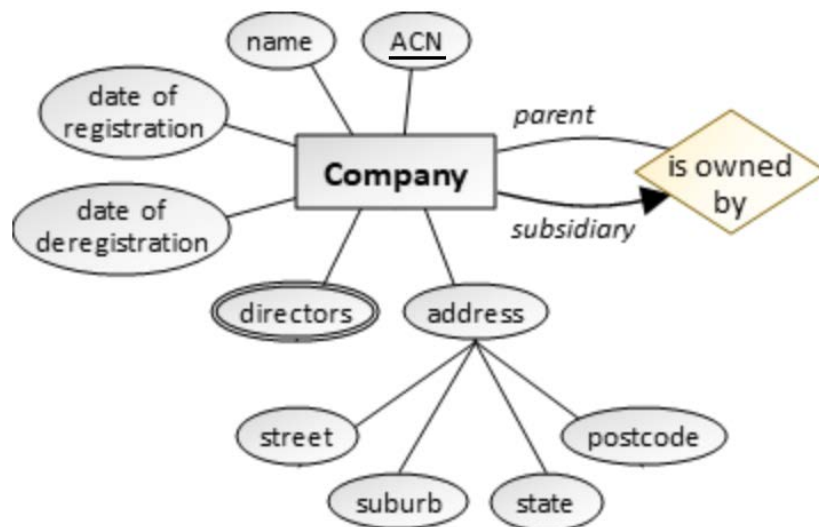 name
ACN
date of
registration
parent
Company
is owned
by
date of
deregistration
subsidiary
directors
address
street
postcode
suburb
state